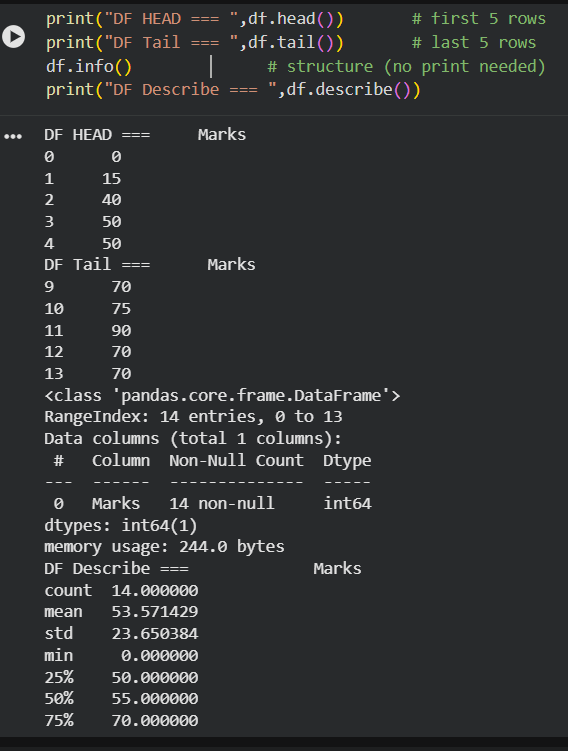 print("DF HEAD === ",df.head())       # first 5 rows
print("DF Tail === ",df.tail())       # last 5 rows
df.info()              # structure (no print needed)
print("DF Describe === ",df.describe())
DF HEAD ===     Marks
0      0
1     15
2     40
3     50
4     50
DF Tail ===      Marks
9      70
10     75
11     90
12     70
13     70
<class 'pandas.core.frame.DataFrame'>
RangeIndex: 14 entries, 0 to 13
Data columns (total 1 columns):
 #   Column  Non-Null Count  Dtype
---  ------  --------------  -----
 0   Marks   14 non-null     int64
dtypes: int64(1)
memory usage: 244.0 bytes
DF Describe ===             Marks
count  14.000000
mean   53.571429
std    23.650384
min     0.000000
25%    50.000000
50%    55.000000
75%    70.000000